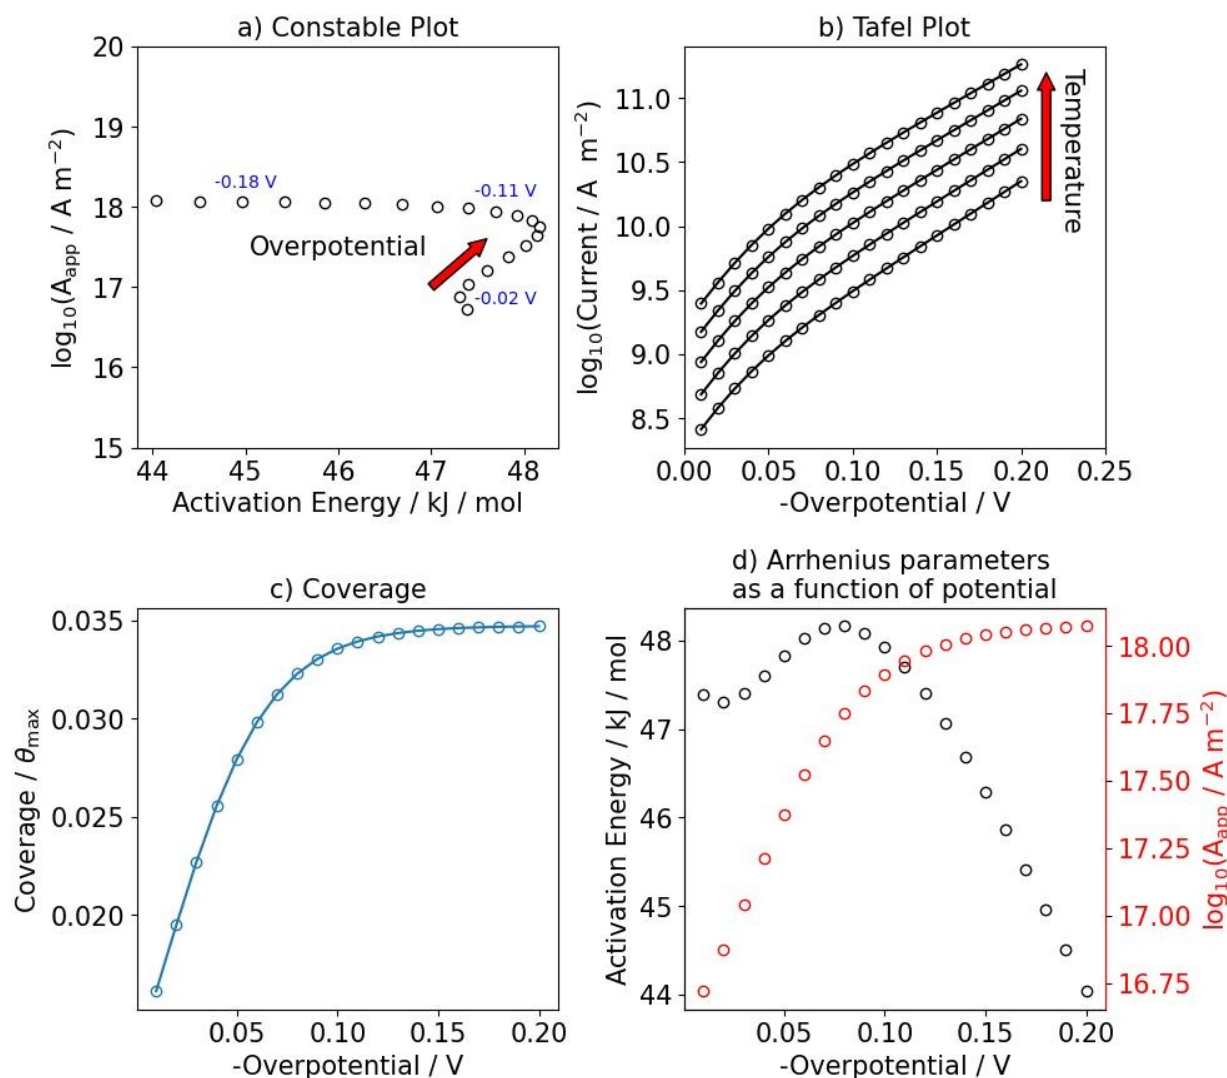 a) Constable Plot
log₁₀(A_app / A m⁻²)
20
19
18
17
16
15
-0.18 V
-0.11 V
Overpotential
-0.02 V
44 45 46 47 48
Activation Energy / kJ / mol
b) Tafel Plot
log₁₀(Current / A m⁻²)
11.0
10.5
10.0
9.5
9.0
8.5
Temperature
0.00 0.05 0.10 0.15 0.20 0.25
-Overpotential / V
c) Coverage
Coverage / θ_max
0.035
0.030
0.025
0.020
0.05 0.10 0.15 0.20
-Overpotential / V
d) Arrhenius parameters
as a function of potential
Activation Energy / kJ / mol
48
47
46
45
44
18.00
17.75
17.50
17.25
17.00
16.75
log₁₀(A_app / A m⁻²)
0.05 0.10 0.15 0.20
-Overpotential / V